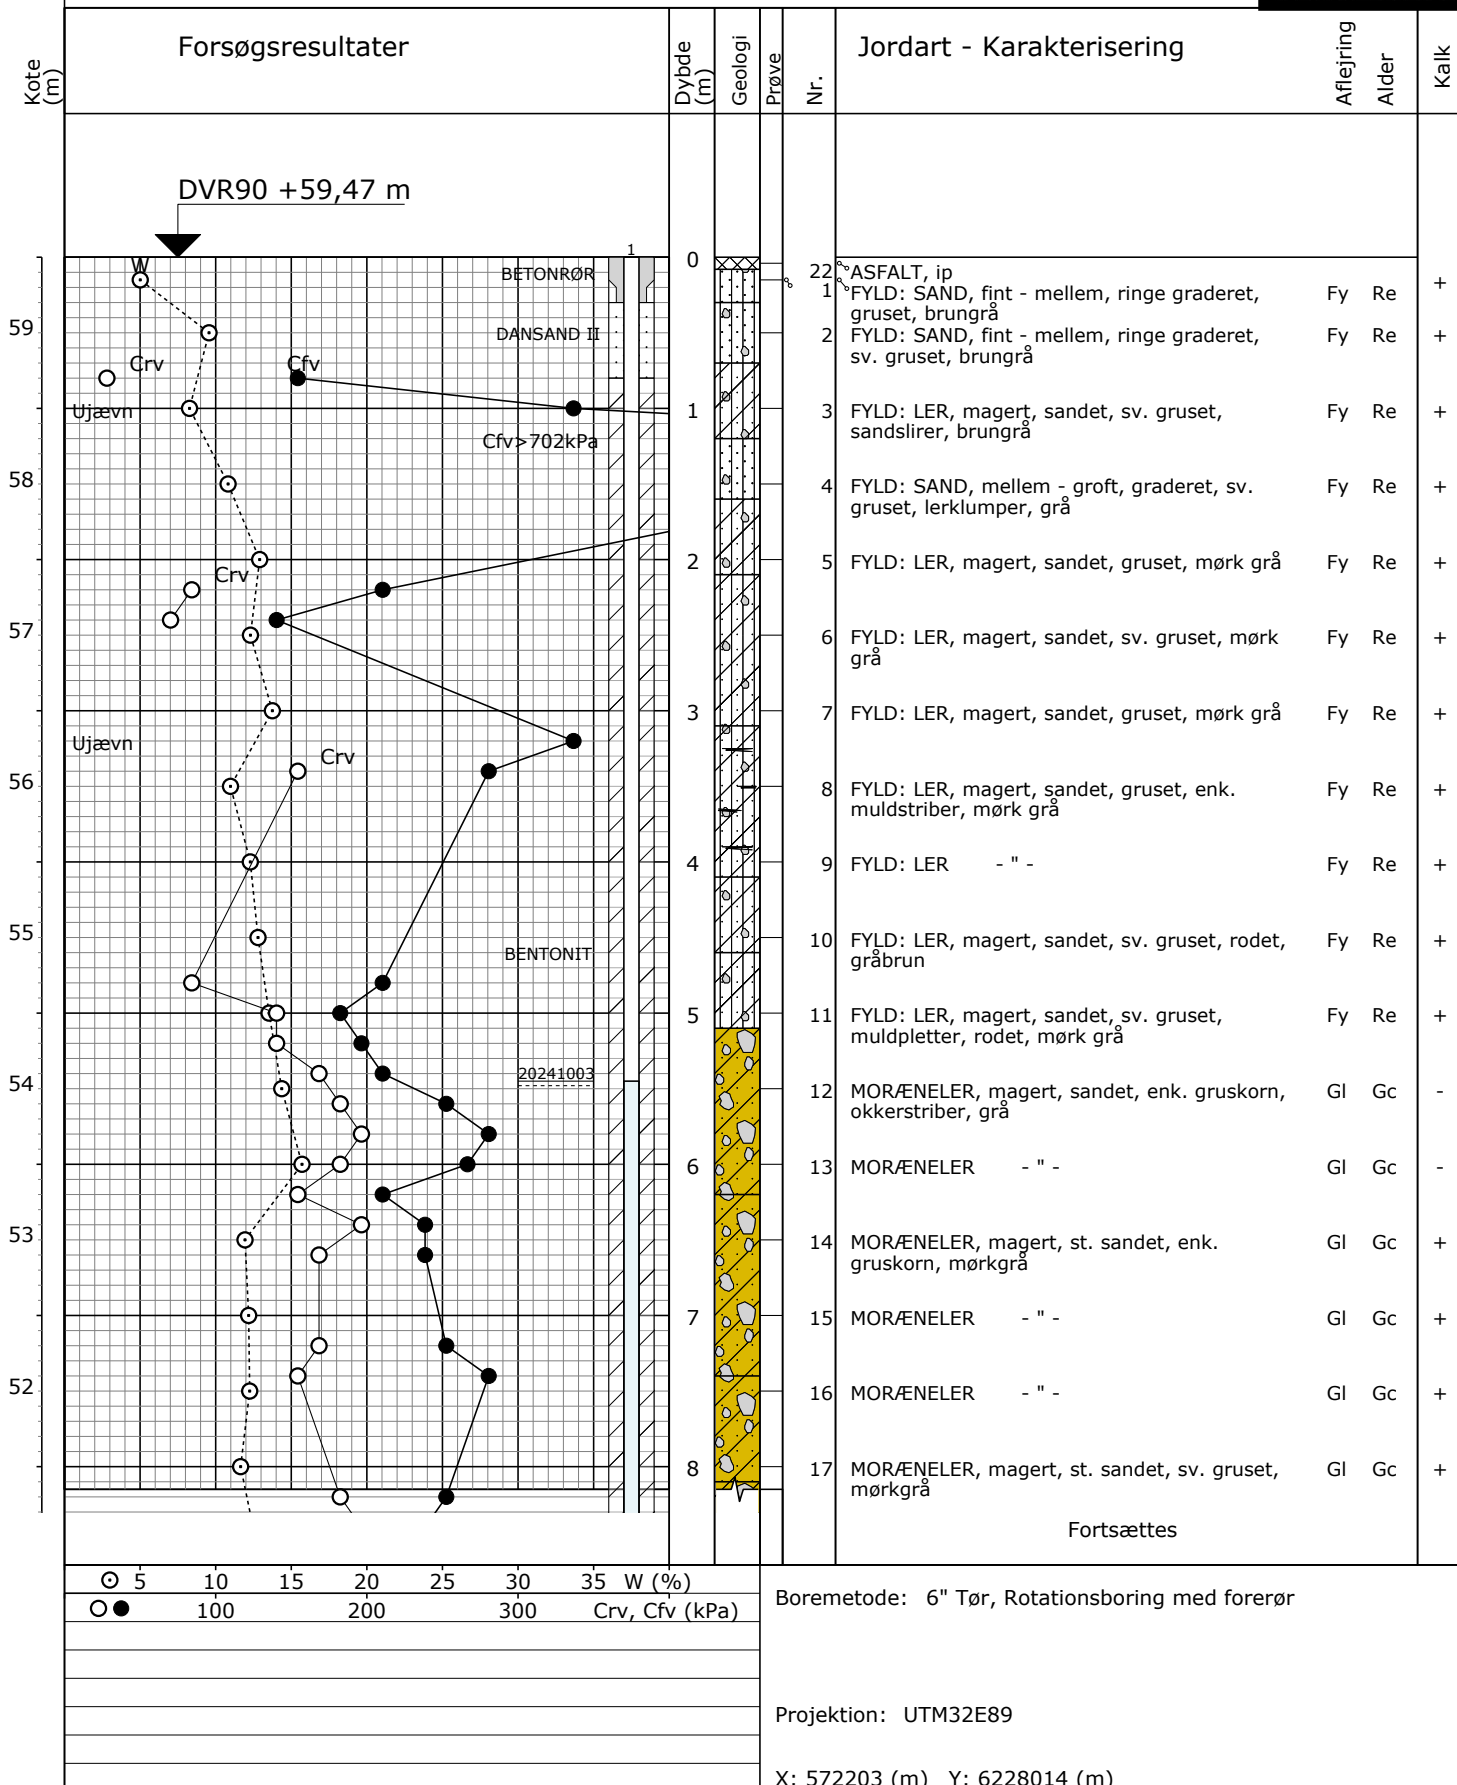 Kote (m)
Forsøgsresultater
Dybde (m)
Geologi
Prøve
Nr.
Jordart - Karakterisering
Aflejring
Alder
Kalk
DVR90 +59,47 m
W
1
BETONRØR
0
22 ASFALT, ip
1 FYLD: SAND, fint - mellem, ringe graderet, Fy Re +
gruset, brungrå
59
DANSAND II
2 FYLD: SAND, fint - mellem, ringe graderet, Fy Re +
sv. gruset, brungrå
Crv
Cfv
Ujævn
1
3 FYLD: LER, magert, sandet, sv. gruset, Fy Re +
sandslirer, brungrå
Cfv>702kPa
58
4 FYLD: SAND, mellem - groft, graderet, sv. Fy Re +
gruset, lerklumper, grå
2
5 FYLD: LER, magert, sandet, gruset, mørk grå Fy Re +
Crv
57
6 FYLD: LER, magert, sandet, sv. gruset, mørk Fy Re +
grå
3
7 FYLD: LER, magert, sandet, gruset, mørk grå Fy Re +
Ujævn
Crv
56
8 FYLD: LER, magert, sandet, gruset, enk. Fy Re +
muldstriber, mørk grå
4
9 FYLD: LER - " - Fy Re +
55
BENTONIT
10 FYLD: LER, magert, sandet, sv. gruset, rodet, Fy Re +
gråbrun
5
11 FYLD: LER, magert, sandet, sv. gruset, Fy Re +
muldpletter, rodet, mørk grå
20241003
54
12 MORÆNELER, magert, sandet, enk. gruskorn, Gl Gc -
okkerstriber, grå
6
13 MORÆNELER - " - Gl Gc -
53
14 MORÆNELER, magert, st. sandet, enk. Gl Gc +
gruskorn, mørkgrå
7
15 MORÆNELER - " - Gl Gc +
52
16 MORÆNELER - " - Gl Gc +
8
17 MORÆNELER, magert, st. sandet, sv. gruset, Gl Gc +
mørkgrå
Fortsættes
5 10 15 20 25 30 35 W (%)
100 200 300 Crv, Cfv (kPa)
Boremetode: 6" Tør, Rotationsboring med forerør
Projektion: UTM32E89
X: 572203 (m) Y: 6228014 (m)